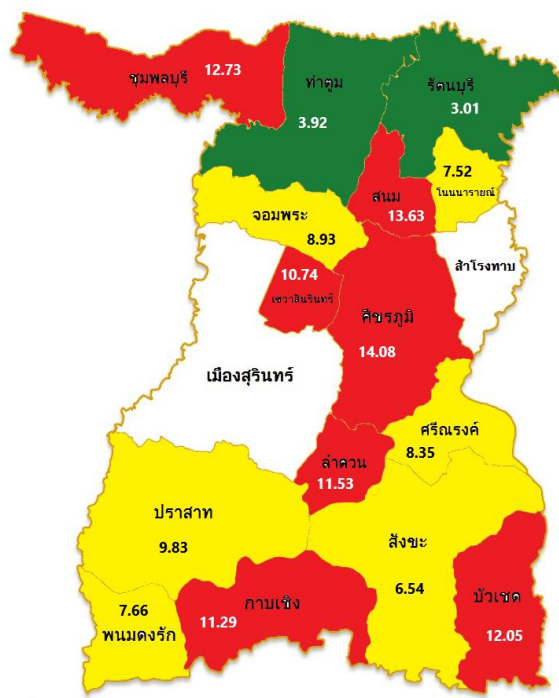 ชุมพลบุรี 12.73
ท่าตูม
3.92
รัตนบุรี
3.01
7.52
โนนนารายณ์
สนม
13.63
จอมพระ
8.93
สำโรงทาบ
10.74
เขวาสินรินทร์
ศีขรภูมิ
14.08
เมืองสุรินทร์
ศรีณรงค์
8.35
ลำดวน
11.53
ปราสาท
9.83
สังขะ
6.54
7.66
พนมดงรัก
กาบเชิง
11.29
บัวเชด
12.05